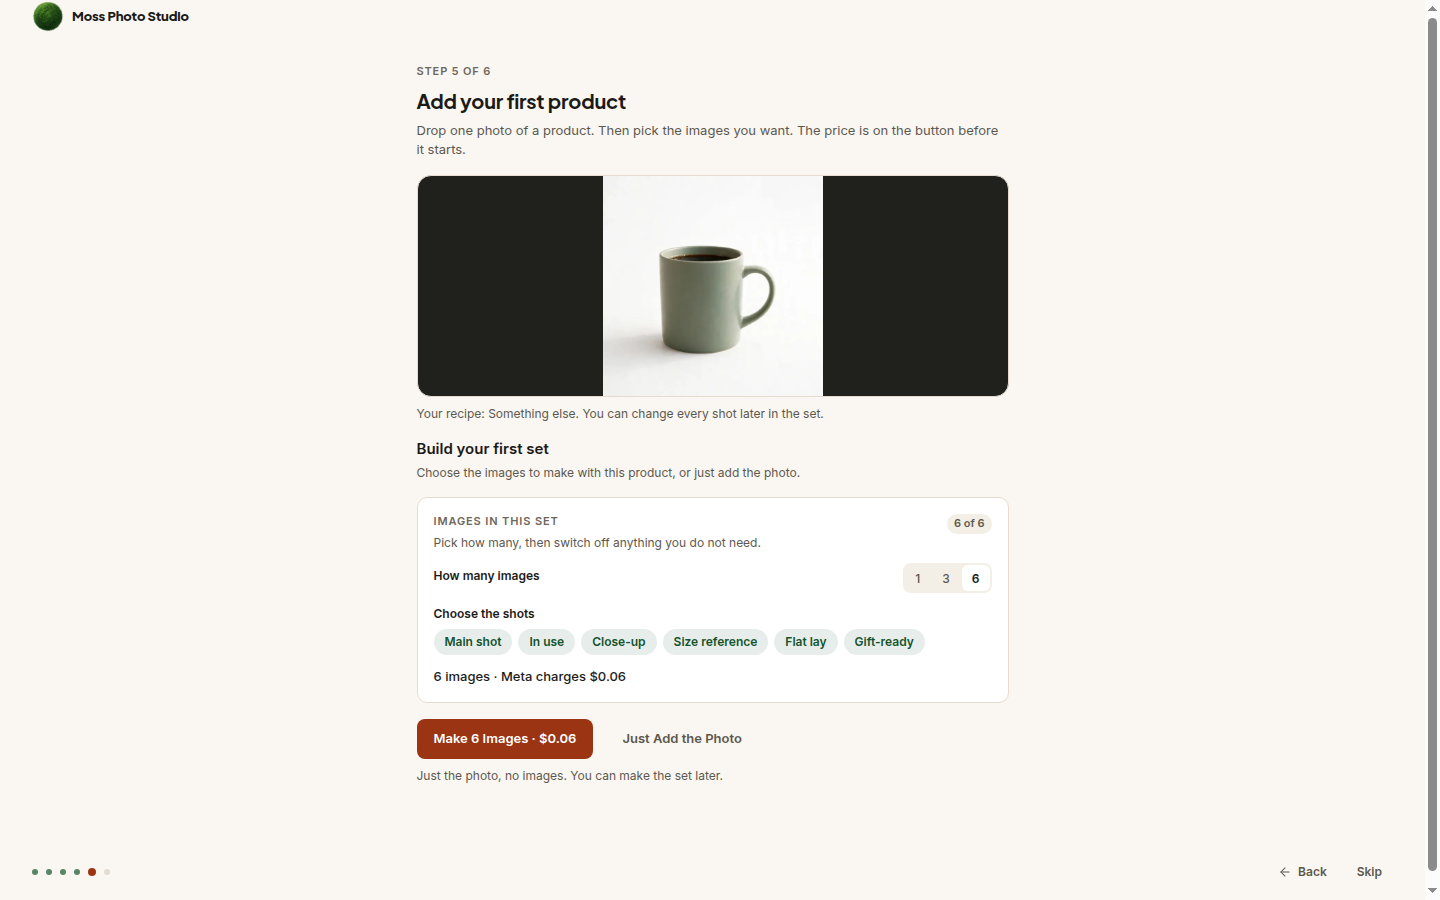 Moss Photo Studio
STEP 5 OF 6
Add your first product
Drop one photo of a product. Then pick the images you want. The price is on the button before
it starts.
Your recipe: Something else. You can change every shot later in the set.
Build your first set
Choose the images to make with this product, or just add the photo.
IMAGES IN THIS SET
6 of 6
Pick how many, then switch off anything you do not need.
How many images
1 3 6
Choose the shots
Main shot In use Close-up Size reference Flat lay Gift-ready
6 images · Meta charges $0.06
Make 6 Images · $0.06 Just Add the Photo
Just the photo, no images. You can make the set later.
Back Skip